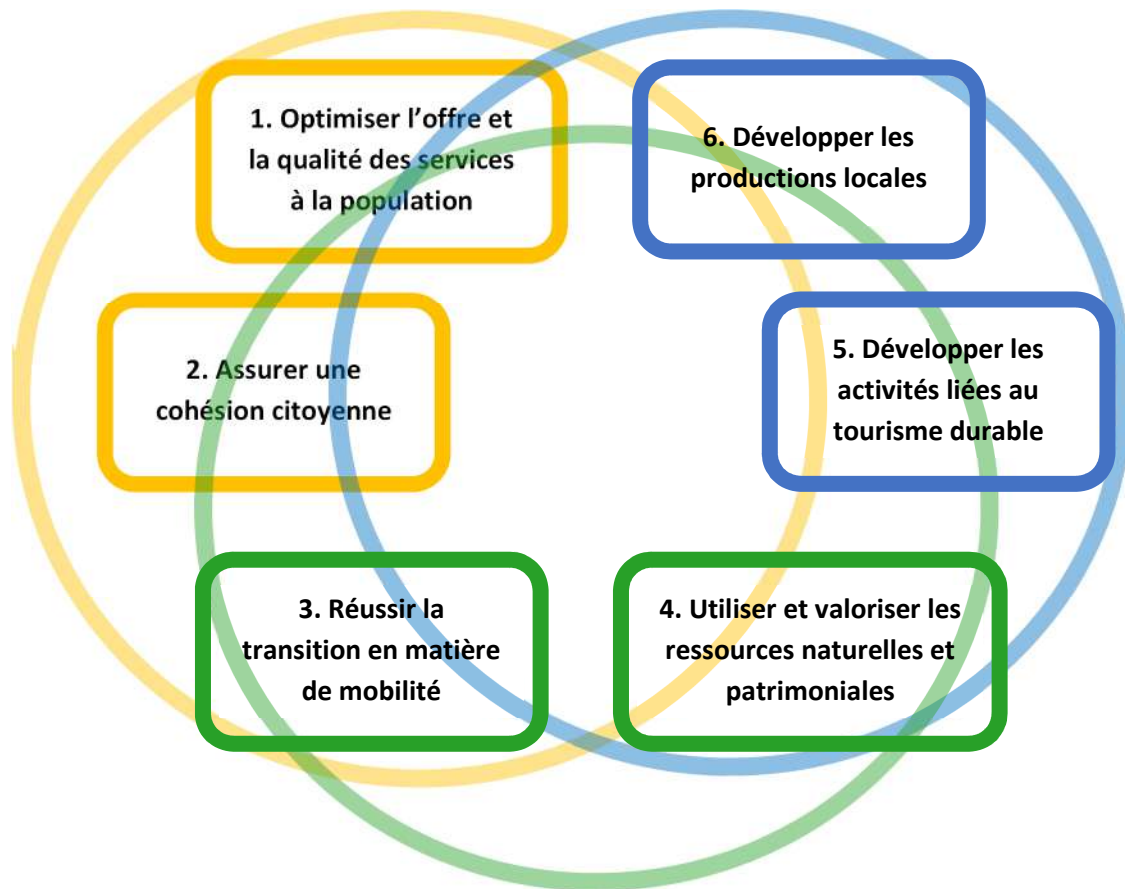 1. Optimiser l’offre et
la qualité des services
à la population
2. Assurer une
cohésion citoyenne
3. Réussir la
transition en matière
de mobilité
4. Utiliser et valoriser les
ressources naturelles et
patrimoniales
5. Développer les
activités liées au
tourisme durable
6. Développer les
productions locales